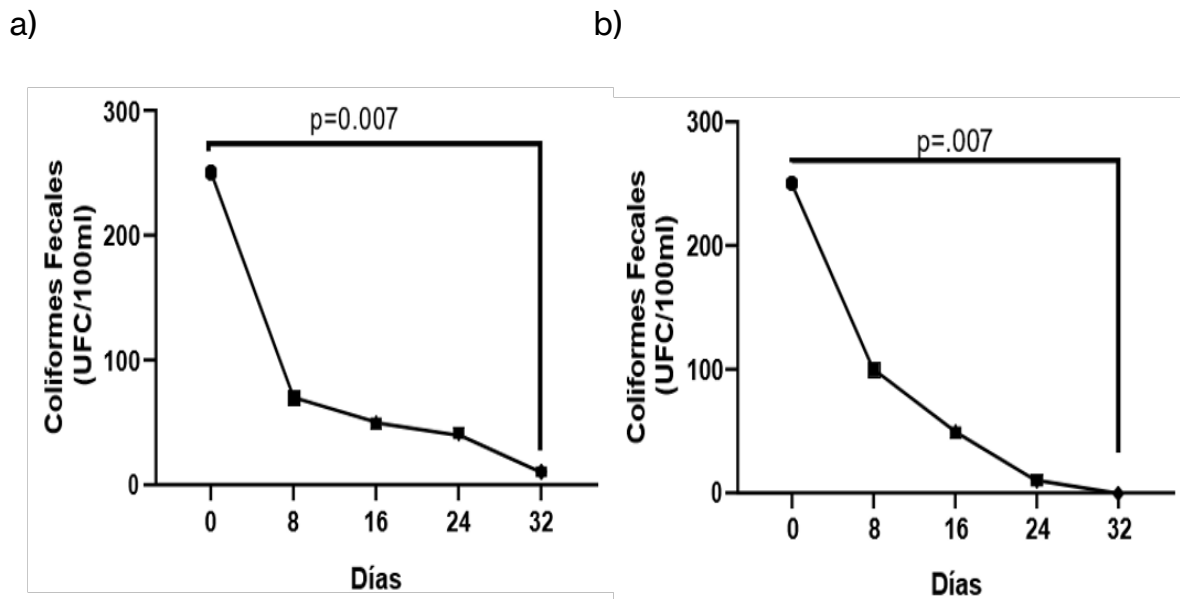 a)
p=0.007
Coliformes Fecales
(UFC/100ml)
300
200
100
0
0 8 16 24 32
Días
b)
p=.007
Coliformes Fecales
(UFC/100ml)
300
200
100
0
0 8 16 24 32
Días